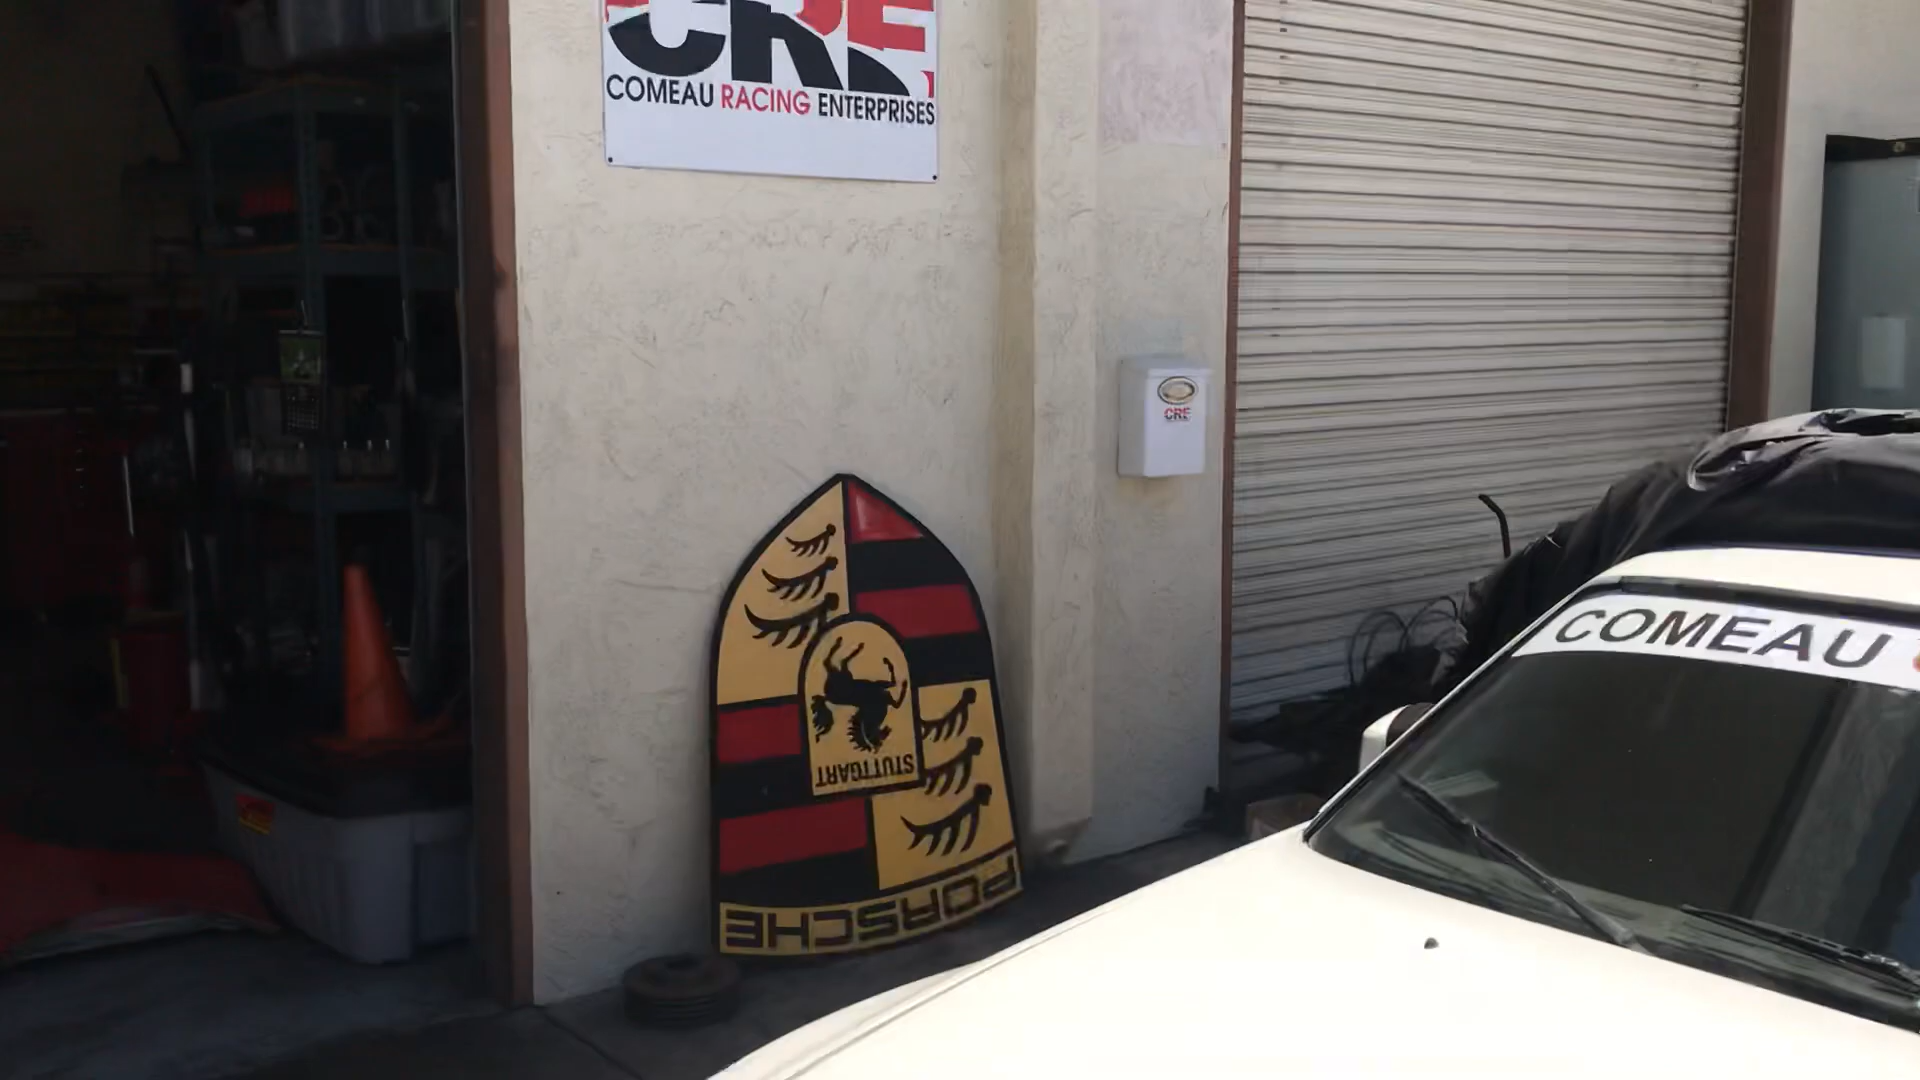 CRE
COMEAU RACING ENTERPRISES
CRE
COMEAU
STUTTGART
PORSCHE